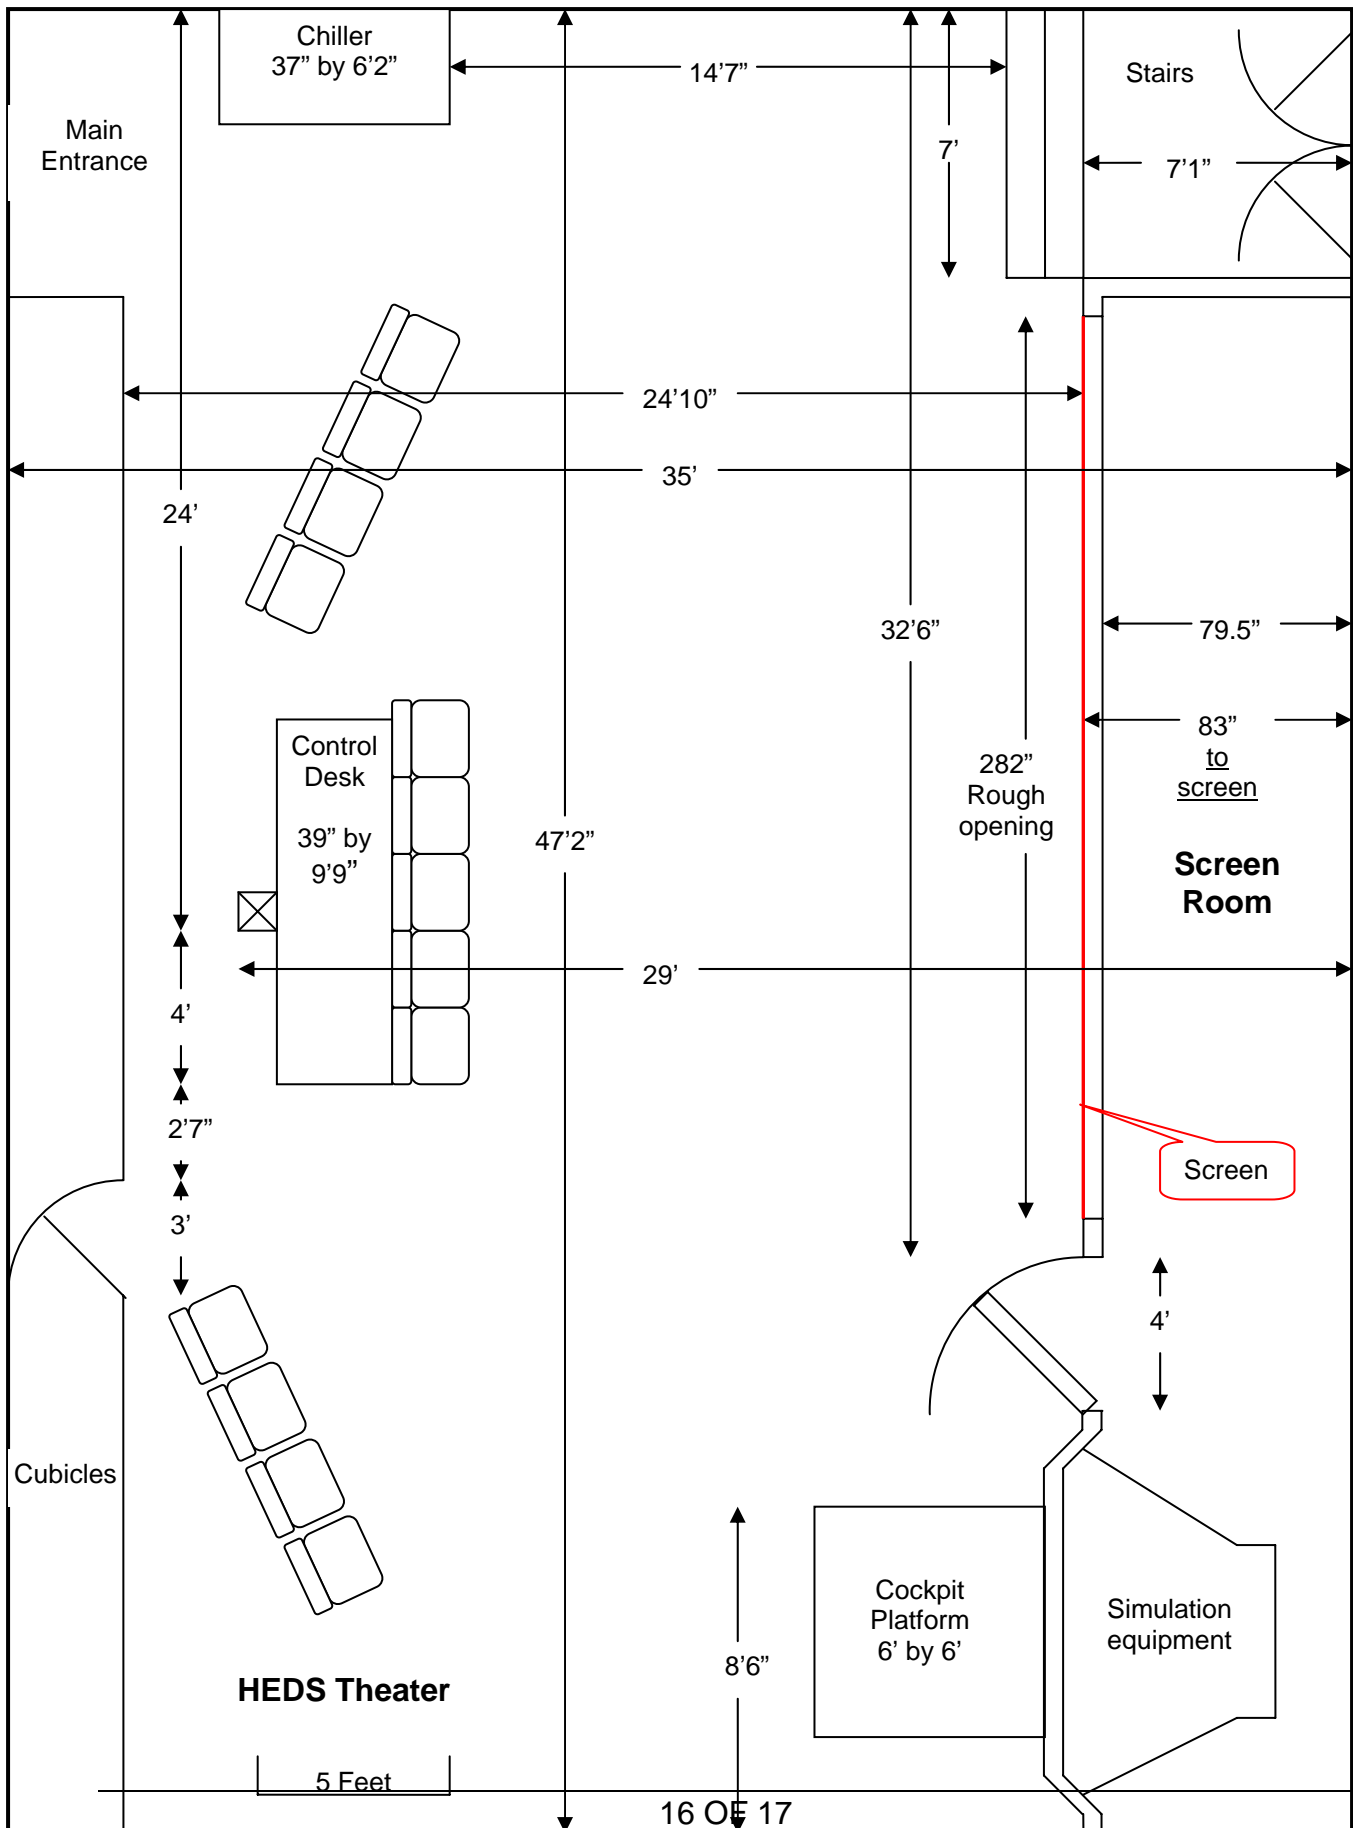 Chiller
37” by 6’2”
14’7”
Stairs
Main
Entrance
7’
7’1”
24’10”
35’
24’
32’6”
79.5”
83”
to
screen
Control
Desk
39” by
9’9”
282”
Rough
opening
47’2”
Screen
Room
29’
4’
2’7”
Screen
3’
4’
Cubicles
Cockpit
Platform
6’ by 6’
Simulation
equipment
8’6”
HEDS Theater
5 Feet
16 OF 17